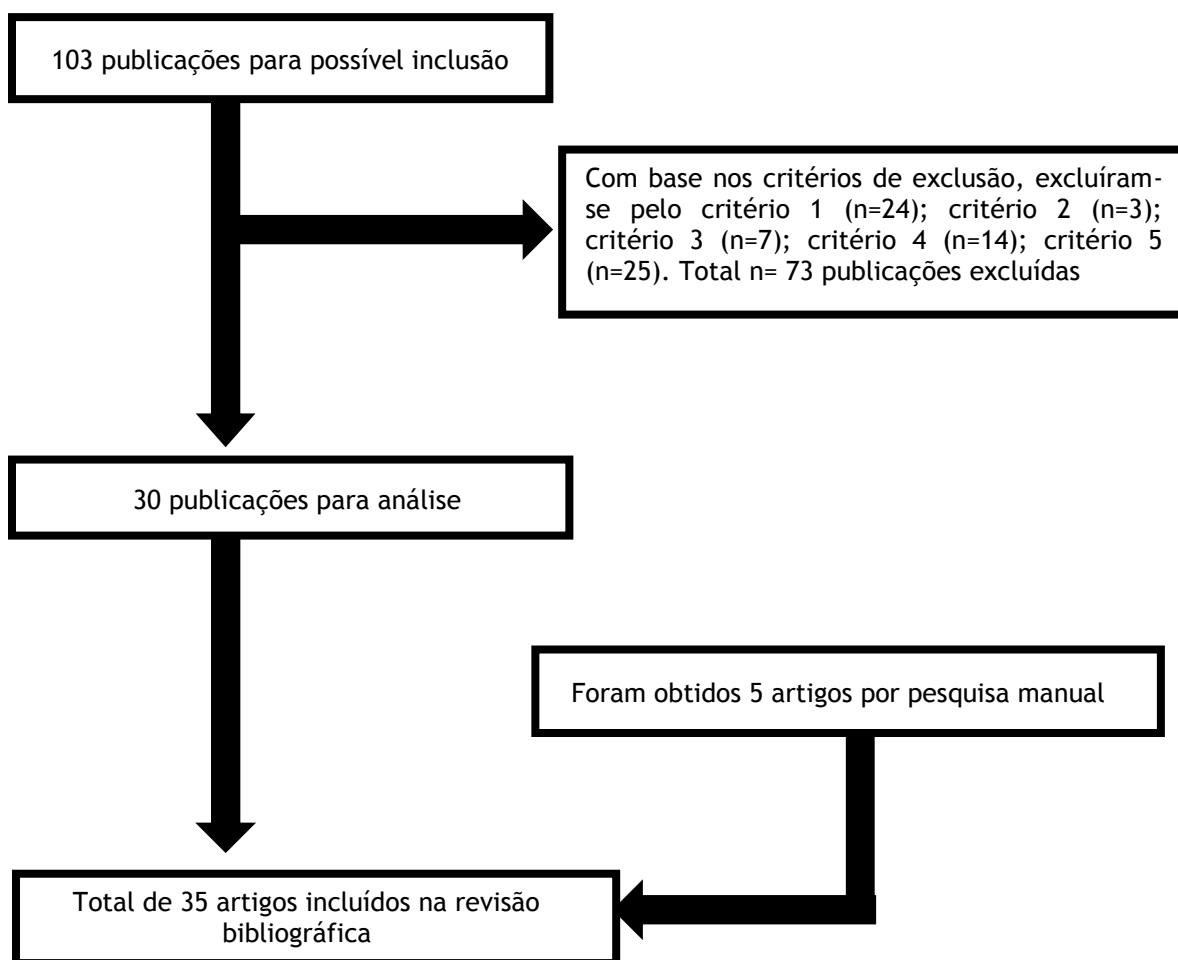 103 publicações para possível inclusão
Com base nos critérios de exclusão, excluíram-
se pelo critério 1 (n=24); critério 2 (n=3);
critério 3 (n=7); critério 4 (n=14); critério 5
(n=25). Total n= 73 publicações excluídas
30 publicações para análise
Foram obtidos 5 artigos por pesquisa manual
Total de 35 artigos incluídos na revisão
bibliográfica